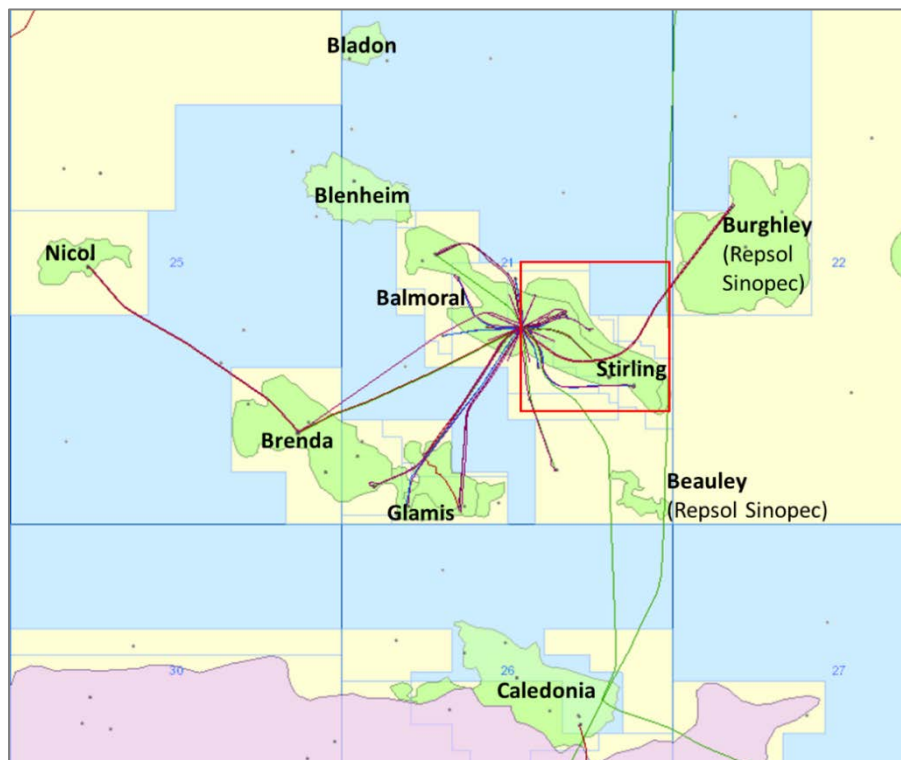 Bladon
Blenheim
Burghley
(Repsol
Sinopec)
Nicol
25
21
22
Balmoral
Stirling
Brenda
Beauley
(Repsol Sinopec)
Glamis
30
26
27
Caledonia